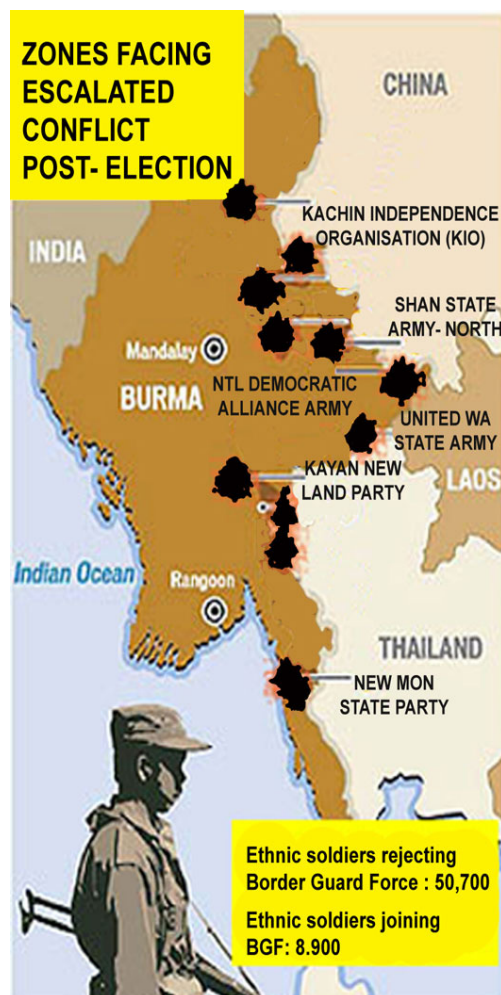 ZONES FACING
ESCALATED
CONFLICT
POST- ELECTION
CHINA
KACHIN INDEPENDENCE
ORGANISATION (KIO)
INDIA
SHAN STATE
ARMY- NORTH
Mandalay
NTL DEMOCRATIC
ALLIANCE ARMY
BURMA
UNITED WA
STATE ARMY
KAYAN NEW
LAND PARTY
LAOS
Indian Ocean
Rangoon
THAILAND
NEW MON
STATE PARTY
Ethnic soldiers rejecting
Border Guard Force : 50,700
Ethnic soldiers joining
BGF: 8.900